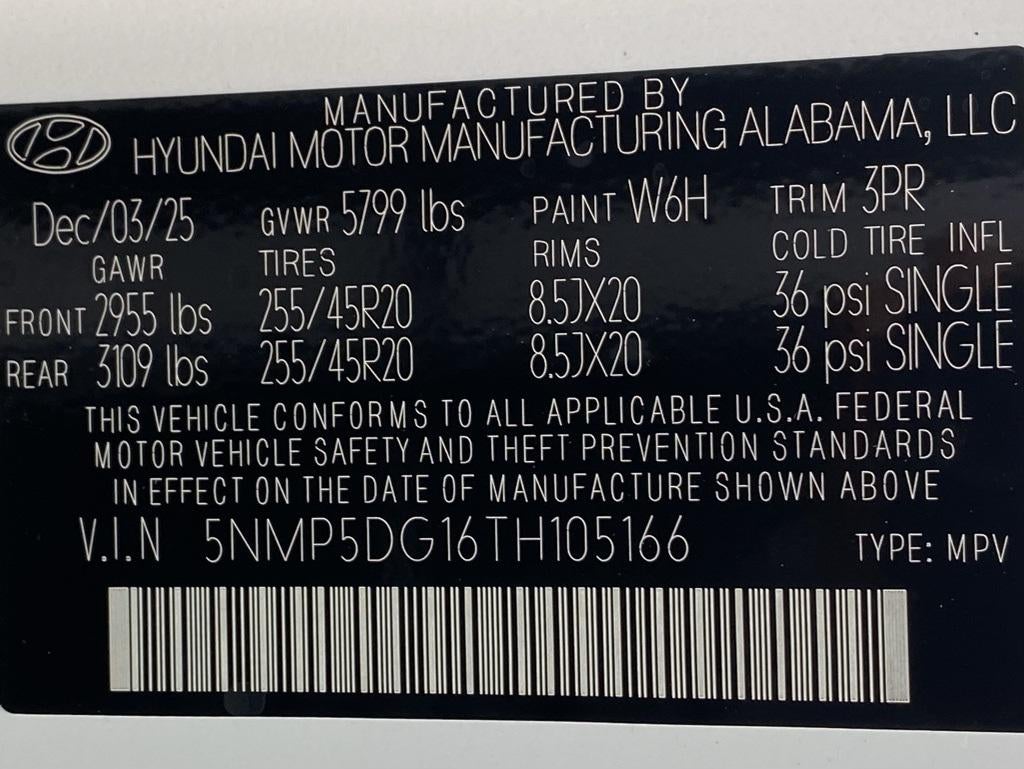 MANUFACTURED BY
HYUNDAI MOTOR MANUFACTURING ALABAMA, LLC
Dec/03/25 GVWR 5799 lbs PAINT W6H TRIM 3PR
GAWR TIRES RIMS COLD TIRE INFL
FRONT 2955 lbs 255/45R20 8.5JX20 36 psi SINGLE
REAR 3109 lbs 255/45R20 8.5JX20 36 psi SINGLE
THIS VEHICLE CONFORMS TO ALL APPLICABLE U.S.A. FEDERAL
MOTOR VEHICLE SAFETY AND THEFT PREVENTION STANDARDS
IN EFFECT ON THE DATE OF MANUFACTURE SHOWN ABOVE
V.I.N 5NMP5DG16TH105166 TYPE: MPV